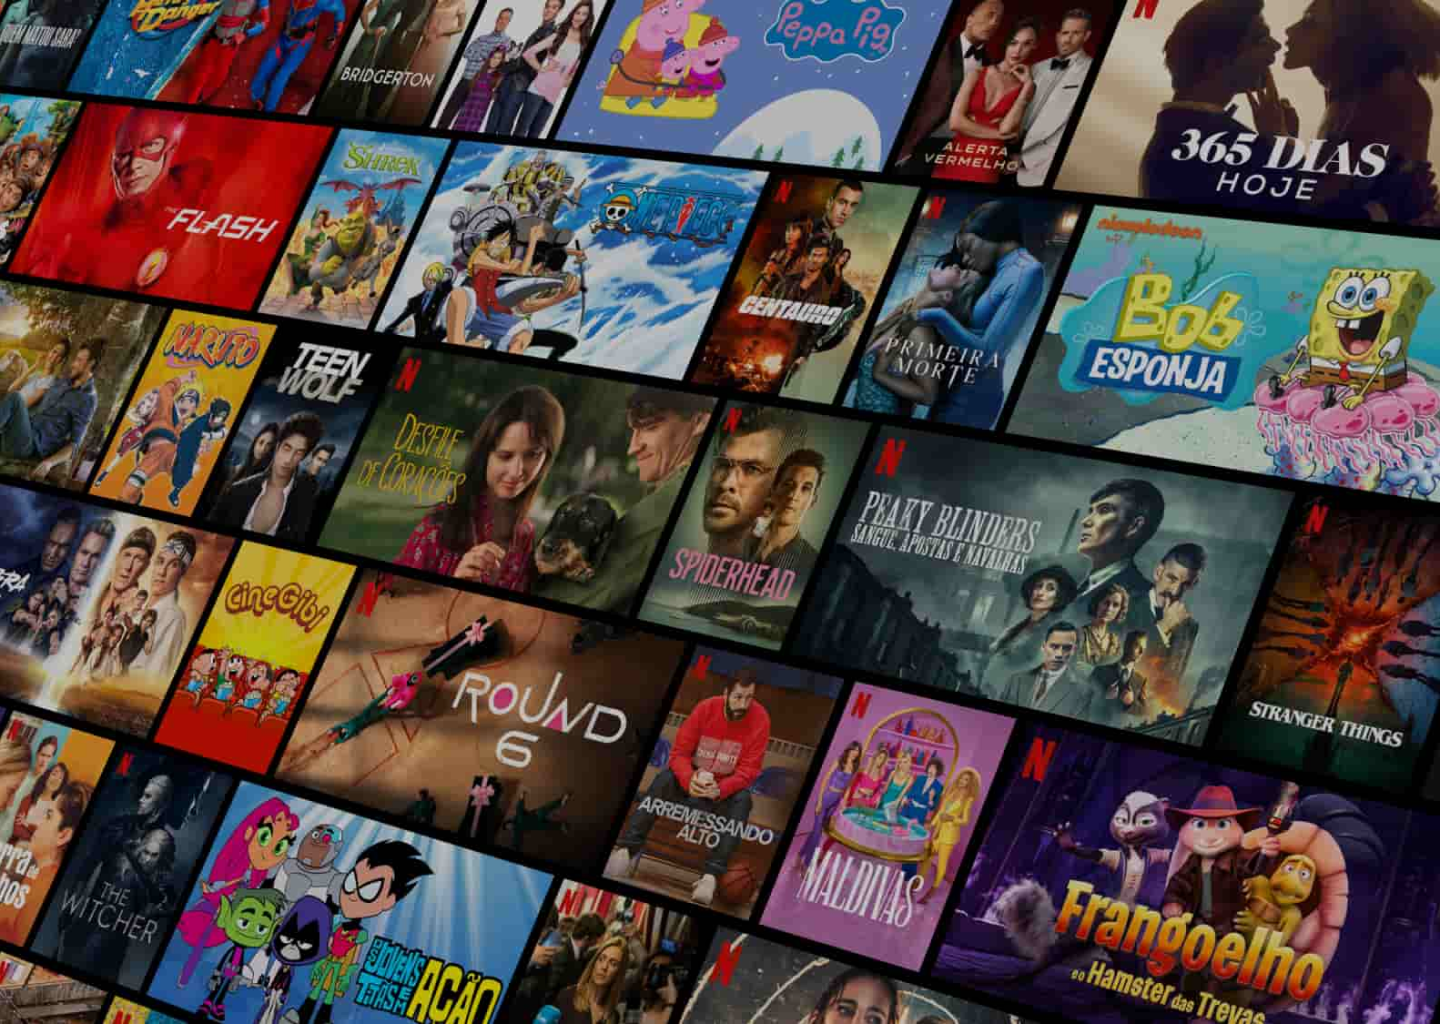 QUEM MATOU SARA?
Henry Danger
BRIDGERTON
Peppa Pig
ALERTA
VERMELHO
N
365 DIAS
HOJE
THE FLASH
SHREK
ONE PIECE
N
CENTAURO
N
PRIMEIRA
MORTE
nickelodeon
BOB
ESPONJA
NARUTO
TEEN
WOLF
N
DESFILE
DE CORAÇÕES
N
SPIDERHEAD
N
PEAKY BLINDERS
SANGUE, APOSTAS E NAVALHAS
N
STRANGER THINGS
CineGibi
N
ROUND
6
N
ARREMESSANDO
ALTO
N
MALDIVAS
N
Frangoelho
e o Hamster das Trevas
N
THE
WITCHER
OS JOVENS
TITÃS EM
AÇÃO
N
N
N